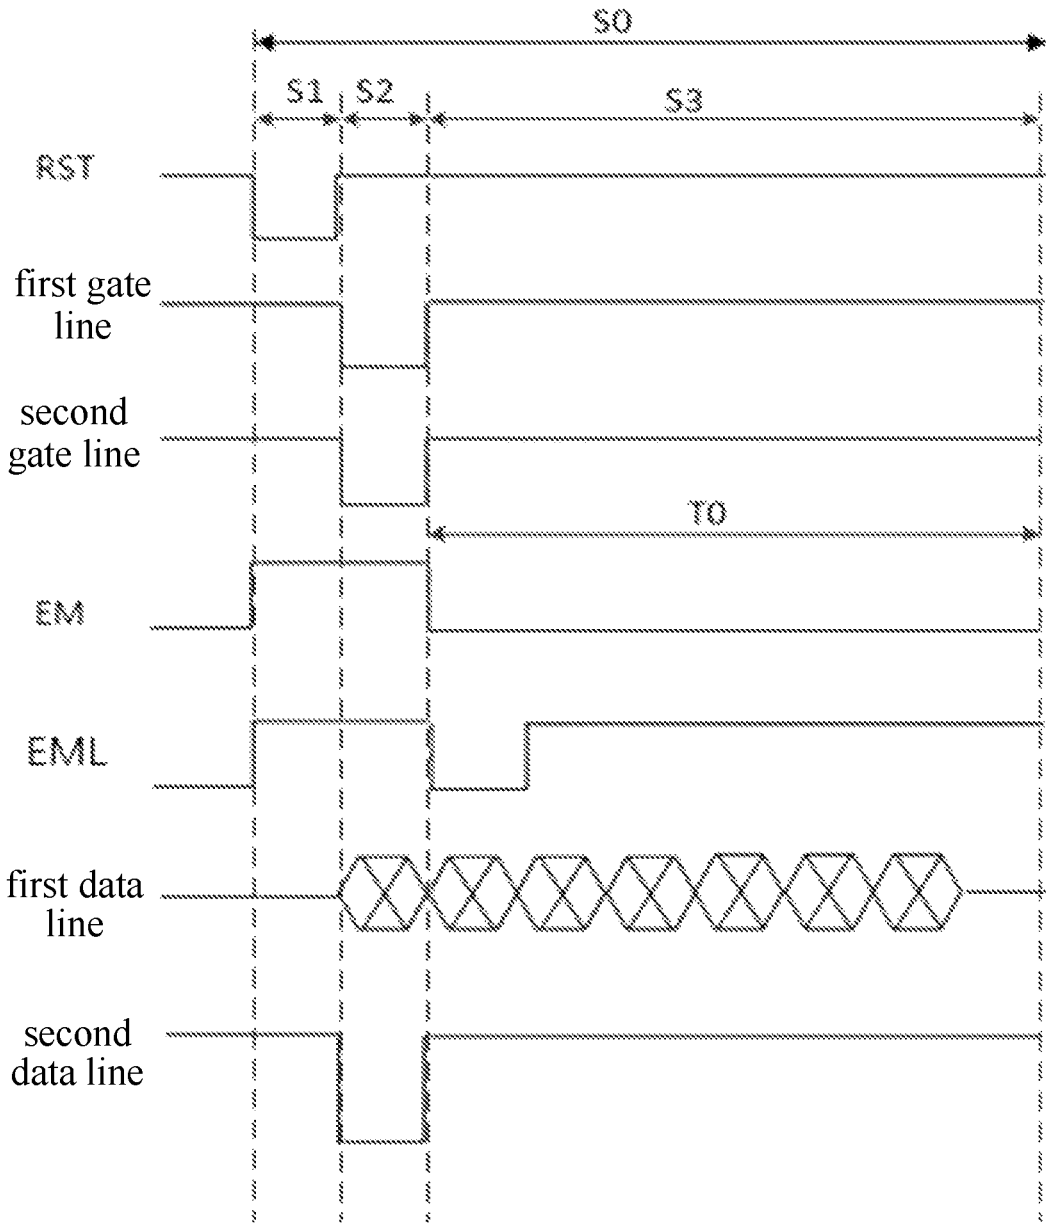 S0
S1
S2
S3
RST
first gate
line
second
gate line
T0
EM
EML
first data
line
second
data line